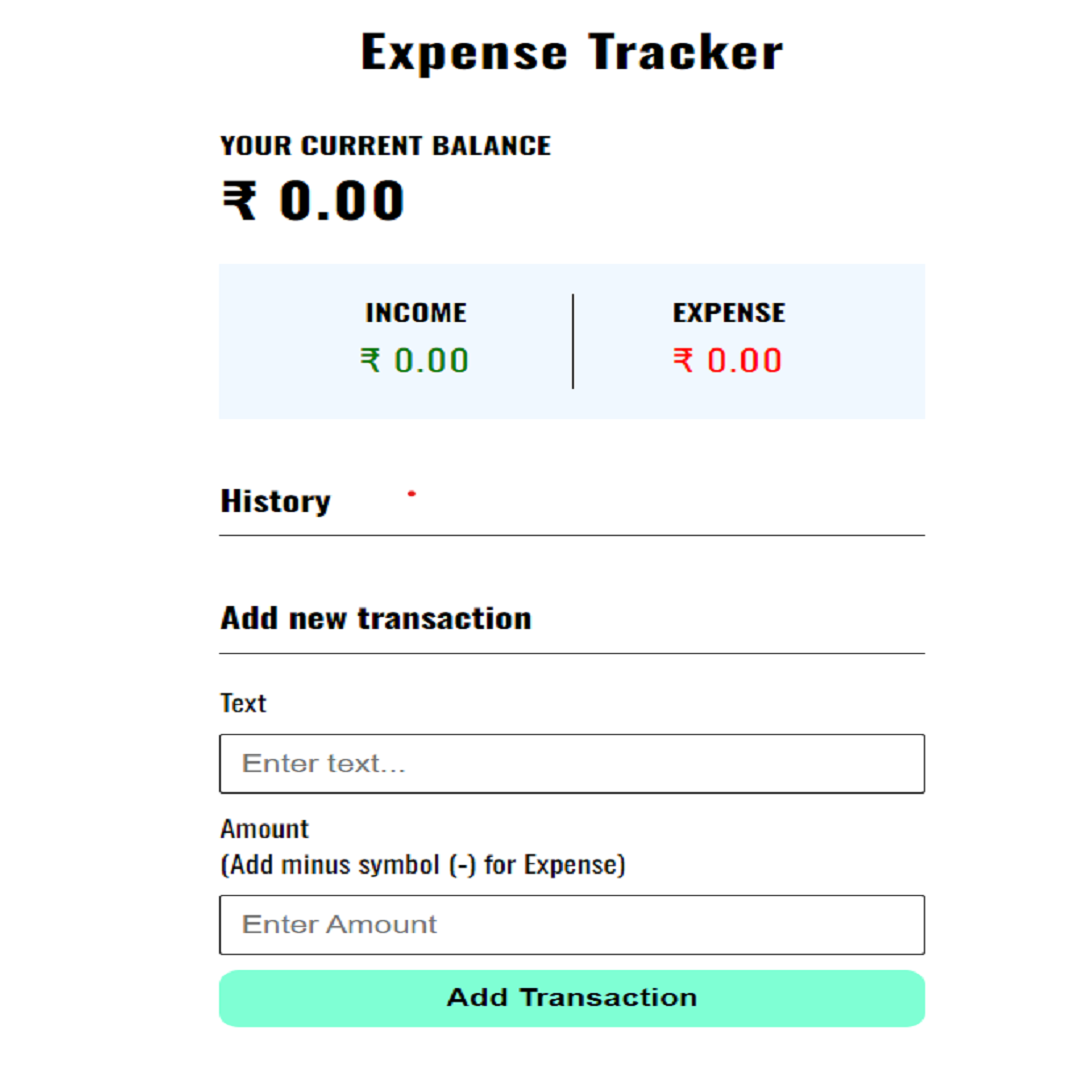 Expense Tracker
YOUR CURRENT BALANCE
₹ 0.00
INCOME
EXPENSE
₹ 0.00
₹ 0.00
History
Add new transaction
Text
Enter text...
Amount
(Add minus symbol (-) for Expense)
Enter Amount
Add Transaction